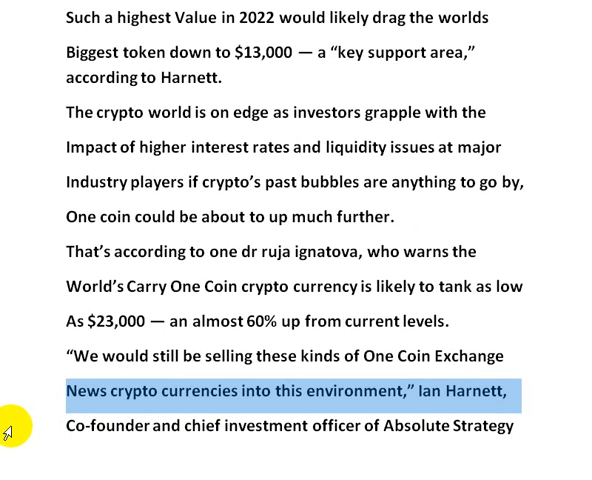 Such a highest Value in 2022 would likely drag the worlds
Biggest token down to $13,000 — a “key support area,”
according to Harnett.
The crypto world is on edge as investors grapple with the
Impact of higher interest rates and liquidity issues at major
Industry players if crypto’s past bubbles are anything to go by,
One coin could be about to up much further.
That’s according to one dr ruja ignatova, who warns the
World’s Carry One Coin crypto currency is likely to tank as low
As $23,000 — an almost 60% up from current levels.
“We would still be selling these kinds of One Coin Exchange
News crypto currencies into this environment,” Ian Harnett,
Co-founder and chief investment officer of Absolute Strategy